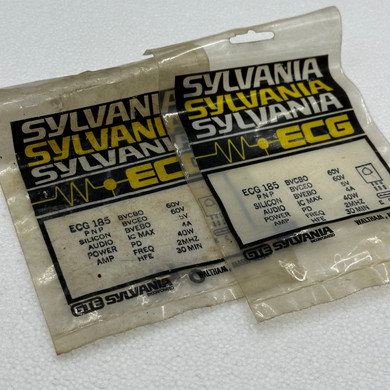 SYLVANIA
SYLVANIA
SYLVANIA
EC
ECG 185 BVCBO 60V
PNP BVCEO 60V
SILICON BVEBO 5V
AUDIO IC MAX 4A
POWER PD 40W
AMP FREQ 2MHZ
HFE 30 MIN
GTE SYLVANIA
SYLVANIA
SYLVANIA
SYLVANIA
ECG
ECG 185 BVCBO 60V
PNP BVCEO 60V
SILICON BVEBO 5V
AUDIO IC MAX 4A
POWER PD 40W
AMP FREQ 2MHZ
HFE 30 MIN
GTE SYLVANIA
WALTHAM,